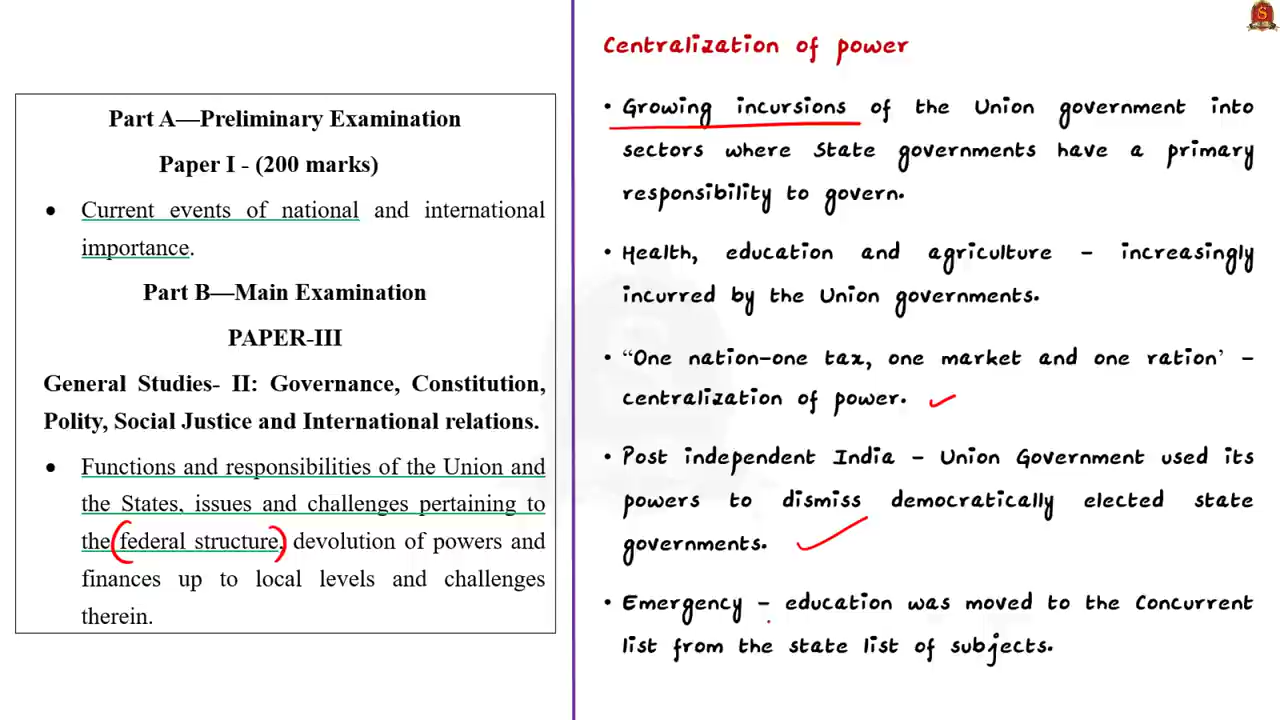 Part A—Preliminary Examination
Paper I - (200 marks)
• Current events of national and international
importance.
Part B—Main Examination
PAPER-III
General Studies- II: Governance, Constitution,
Polity, Social Justice and International relations.
• Functions and responsibilities of the Union and
the States, issues and challenges pertaining to
the federal structure, devolution of powers and
finances up to local levels and challenges
therein.
Centralization of power
• Growing incursions of the Union government into
sectors where State governments have a primary
responsibility to govern.
• Health, education and agriculture - increasingly
incurred by the Union governments.
• “One nation-one tax, one market and one ration’ -
centralization of power.
• Post independent India - Union Government used its
powers to dismiss democratically elected state
governments.
• Emergency - education was moved to the Concurrent
list from the state list of subjects.
S